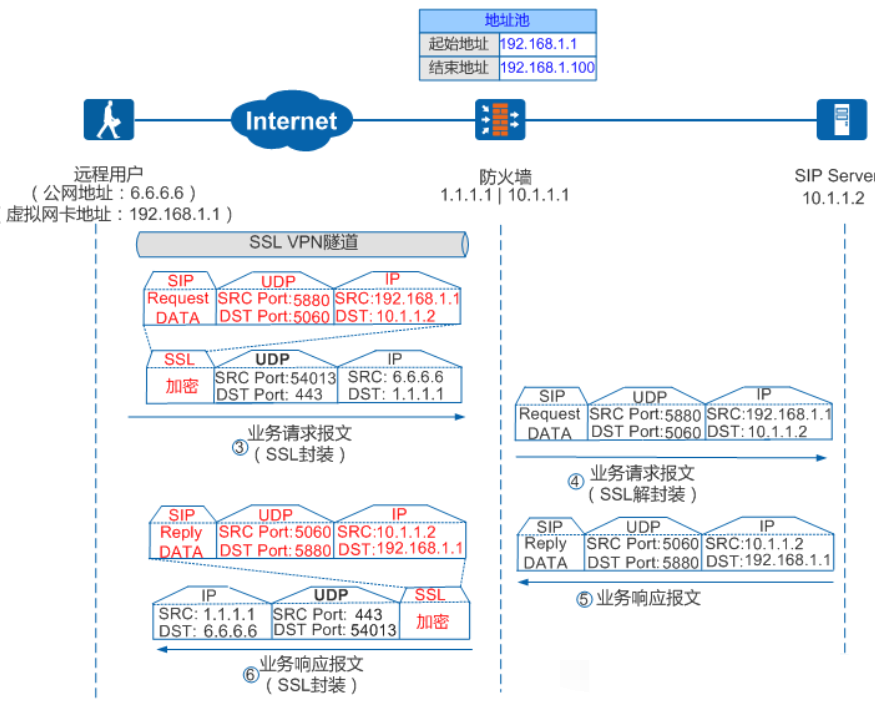 地址池
起始地址 192.168.1.1
结束地址 192.168.1.100
Internet
远程用户
（公网地址：6.6.6.6）
（虚拟网卡地址：192.168.1.1）
防火墙
1.1.1.1 | 10.1.1.1
SIP Server
10.1.1.2
SSL VPN隧道
SIP UDP IP
Request SRC Port:5880 SRC:192.168.1.1
DATA DST Port:5060 DST: 10.1.1.2
SSL UDP IP
加密 SRC Port:54013 SRC: 6.6.6.6
DST Port: 443 DST: 1.1.1.1
③ 业务请求报文
（SSL封装）
SIP UDP IP
Request SRC Port:5880 SRC:192.168.1.1
DATA DST Port:5060 DST: 10.1.1.2
④ 业务请求报文
（SSL解封装）
SIP UDP IP
Reply SRC Port:5060 SRC:10.1.1.2
DATA DST Port:5880 DST:192.168.1.1
⑤ 业务响应报文
SIP UDP IP
Reply SRC Port:5060 SRC:10.1.1.2
DATA DST Port:5880 DST:192.168.1.1
IP UDP SSL
SRC: 1.1.1.1 SRC Port: 443 加密
DST: 6.6.6.6 DST Port: 54013
⑥ 业务响应报文
（SSL封装）